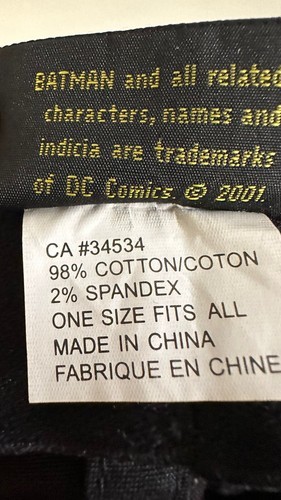 BATMAN and all related
characters, names and
indicia are trademarks
of DC Comics © 2001.
CA #34534
98% COTTON/COTON
2% SPANDEX
ONE SIZE FITS ALL
MADE IN CHINA
FABRIQUE EN CHINE